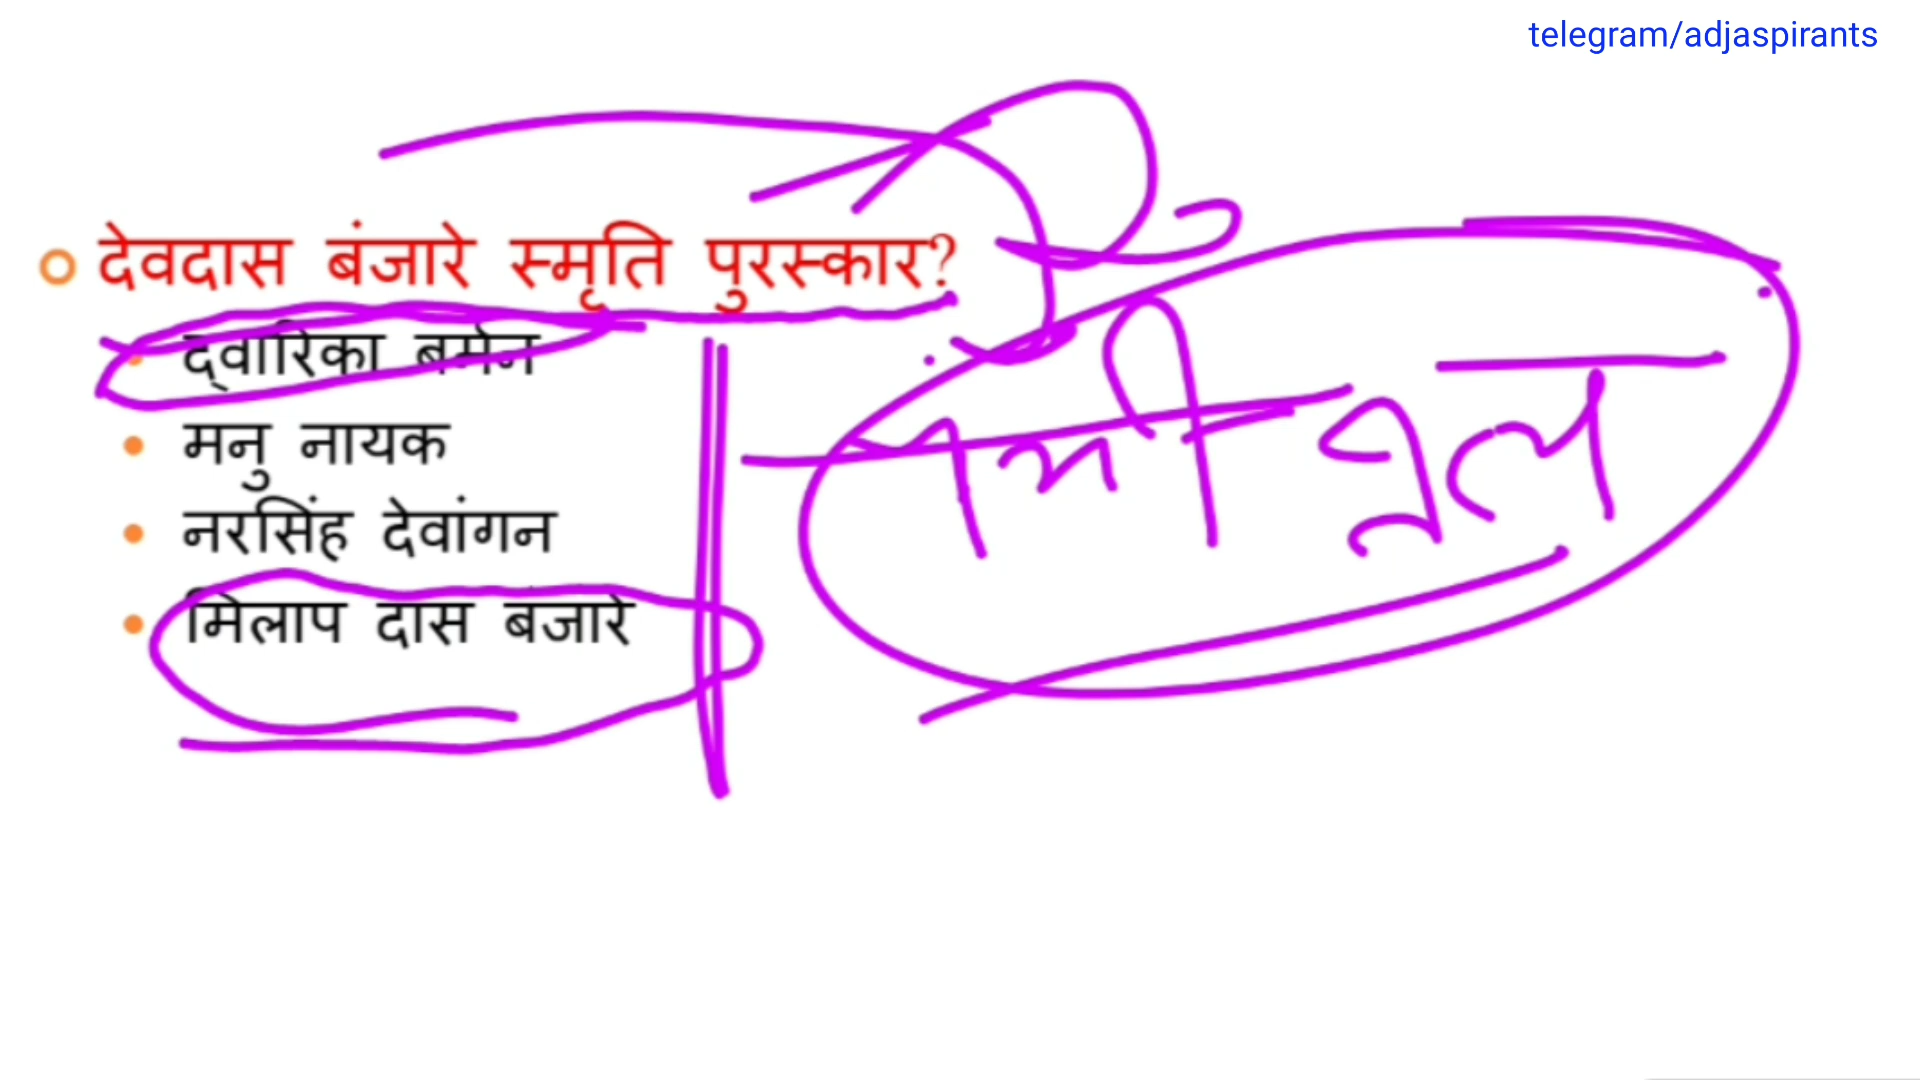 telegram/adjaspirants
देवदास बंजारे स्मृति पुरस्कार?
द्वारिका बर्मन
मनु नायक
नरसिंह देवांगन
मिलाप दास बंजारे